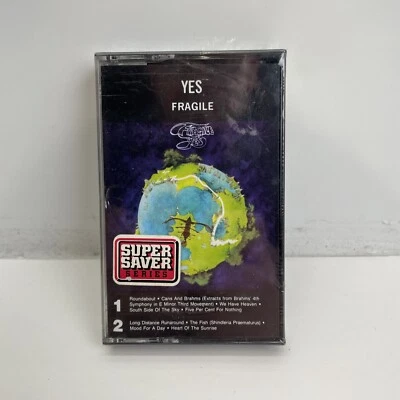 YES
FRAGILE
Fragile
Yes
SUPER
SAVER
SERIES
1
Roundabout • Cans And Brahms (Extracts from Brahms' 4th
Symphony in E Minor Third Movement) • We Have Heaven •
South Side Of The Sky • Five Per Cent For Nothing
2
Long Distance Runaround • The Fish (Shindleria Praematurus) •
Mood For A Day • Heart Of The Sunrise